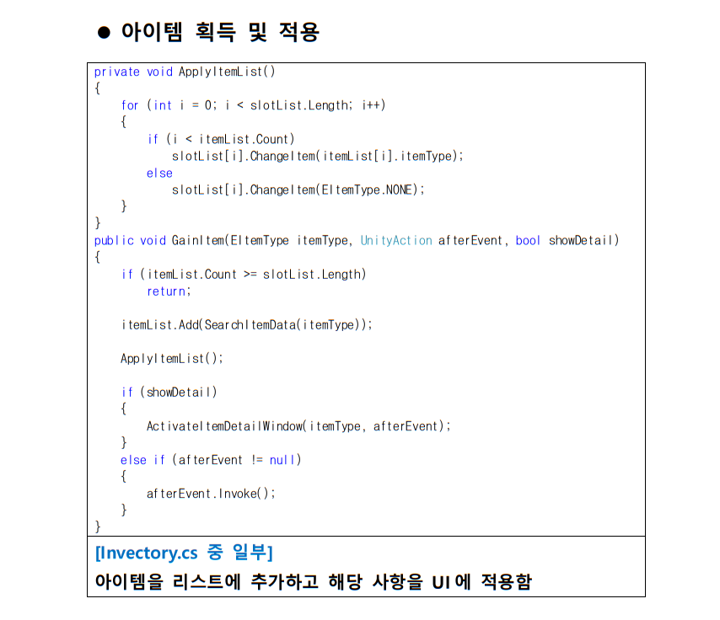 ● 아이템 획득 및 적용
private void ApplyItemList()
{
    for (int i = 0; i < slotList.Length; i++)
    {
        if (i < itemList.Count)
            slotList[i].ChangeItem(itemList[i].itemType);
        else
            slotList[i].ChangeItem(EItemType.NONE);
    }
}
public void GainItem(EItemType itemType, UnityAction afterEvent, bool showDetail)
{
    if (itemList.Count >= slotList.Length)
        return;
    itemList.Add(SearchItemData(itemType));
    ApplyItemList();
    if (showDetail)
    {
        ActivateItemDetailWindow(itemType, afterEvent);
    }
    else if (afterEvent != null)
    {
        afterEvent.Invoke();
    }
}
[Invectory.cs 중 일부]
아이템을 리스트에 추가하고 해당 사항을 UI에 적용함